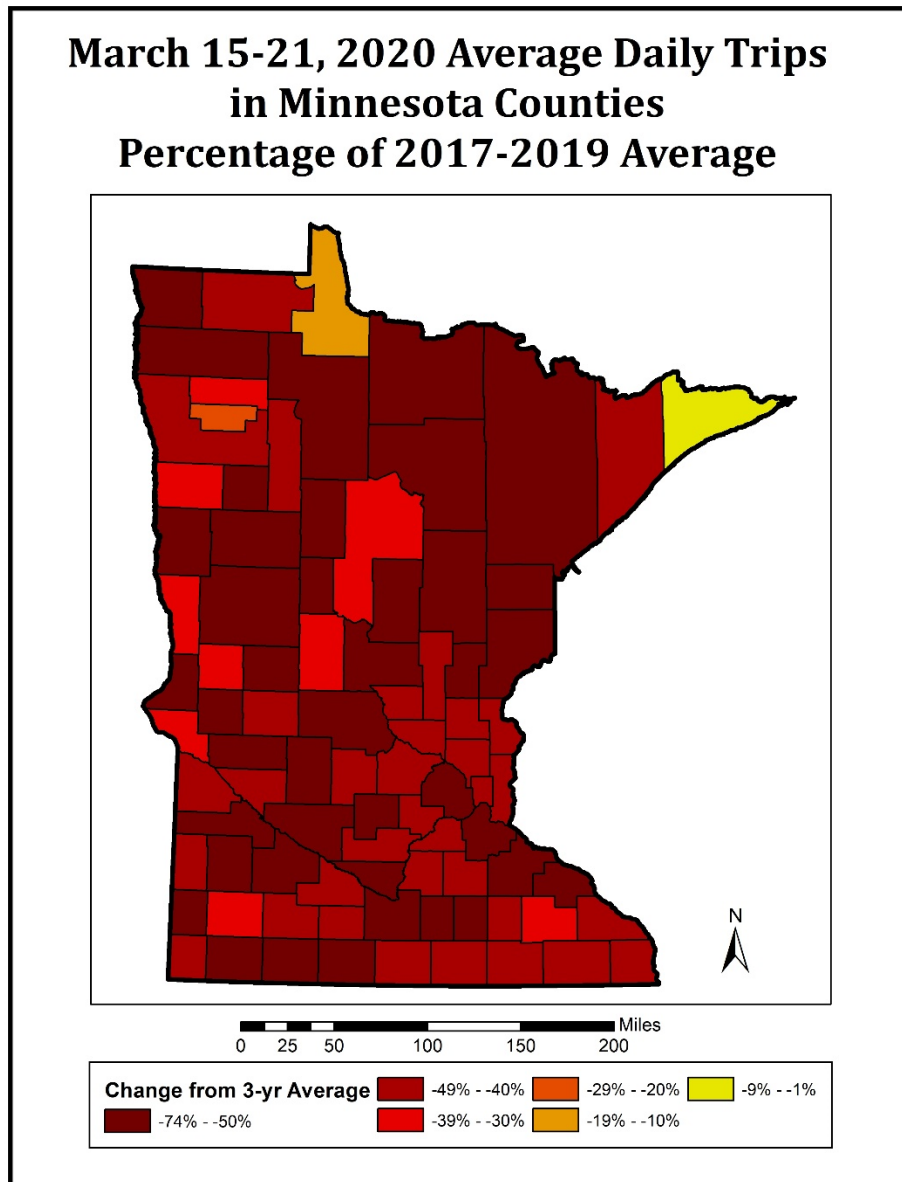 March 15-21, 2020 Average Daily Trips
in Minnesota Counties
Percentage of 2017-2019 Average
N
Miles
0 25 50 100 150 200
Change from 3-yr Average
-74% - -50%
-49% - -40%
-39% - -30%
-29% - -20%
-19% - -10%
-9% - -1%